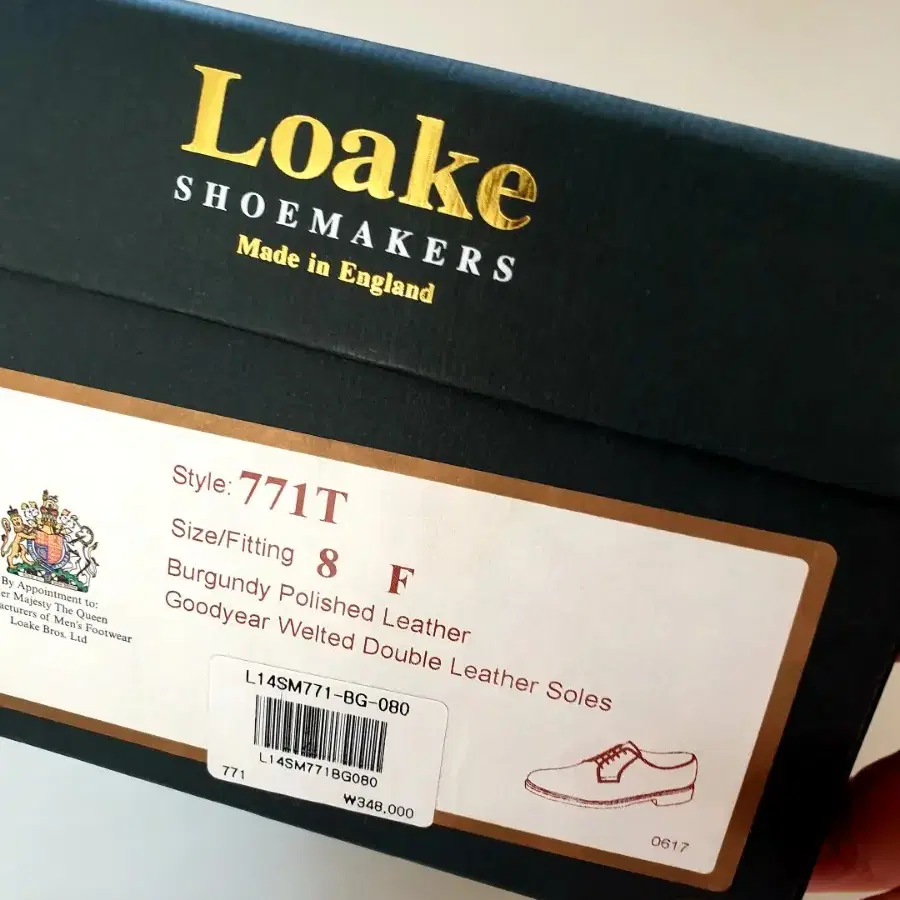 Loake
SHOEMAKERS
Made in England
Style: 771T
Size/Fitting 8 F
Burgundy Polished Leather
Goodyear Welted Double Leather Soles
By Appointment to:
Majesty The Queen
of Men's Footwear
Loake Bros. Ltd
L14SM771-BG-080
L14SM771BG080
771
₩348,000
0617